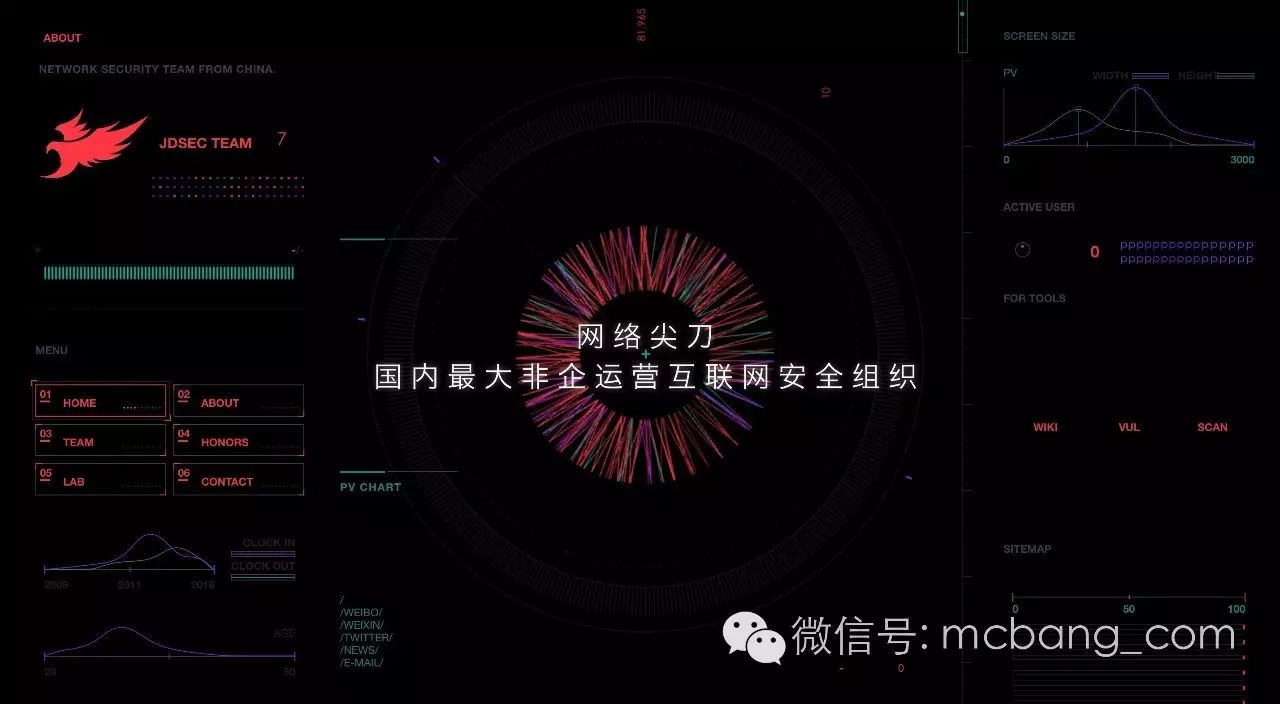 ABOUT
NETWORK SECURITY TEAM FROM CHINA.
JDSEC TEAM 7
MENU
01 HOME
02 ABOUT
03 TEAM
04 HONORS
05 LAB
06 CONTACT
CLOCK IN
CLOCK OUT
2009 2011 2016
AGE
20 50
81.965
10
网络尖刀
国内最大非企运营互联网安全组织
PV CHART
/
/WEIBO/
/WEIXIN/
/TWITTER/
/NEWS/
/E-MAIL/
SCREEN SIZE
PV WIDTH HEIGHT
0 3000
ACTIVE USER
0 pppppppppppppppp
pppppppppppppppp
FOR TOOLS
WIKI VUL SCAN
SITEMAP
0 50 100
微信号: mcbang_com
- 0